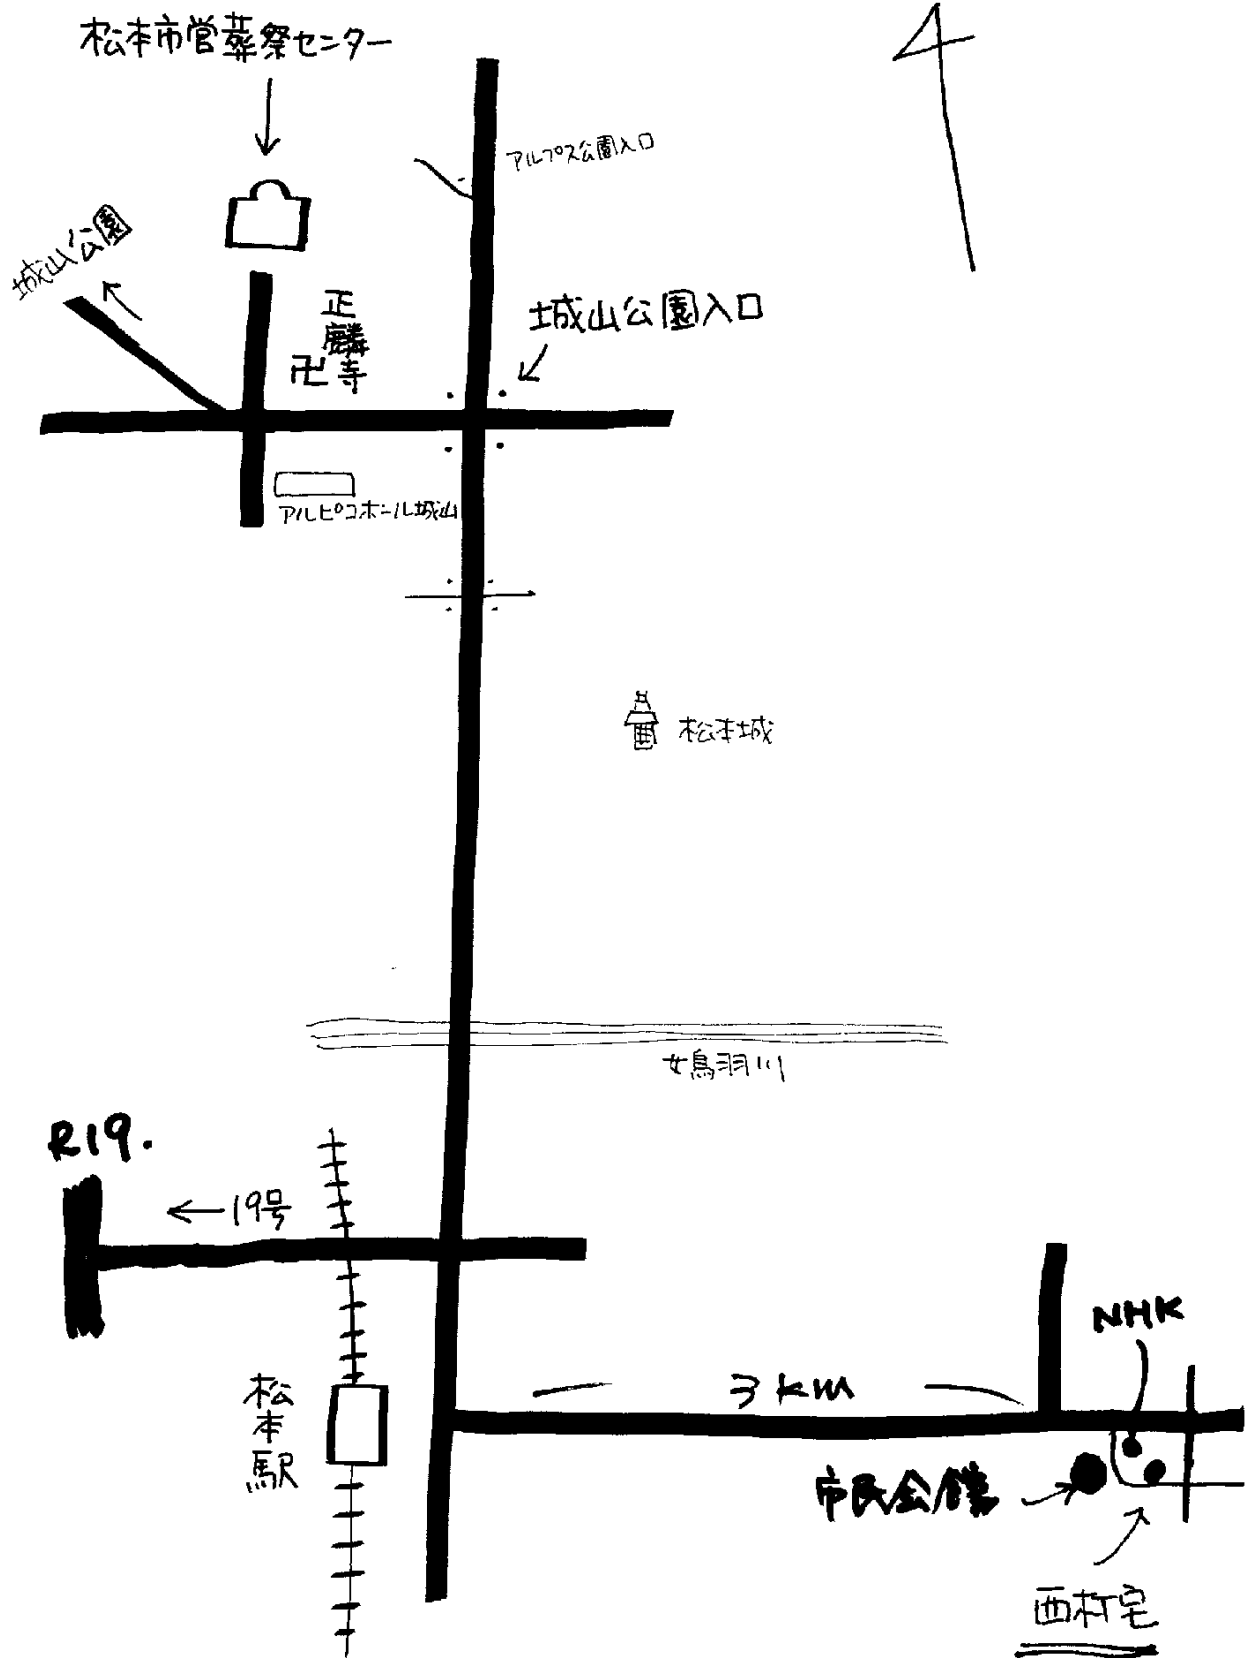 松本市営葬祭センター
アルプス公園入口
城山公園
正麟寺
卍
城山公園入口
アルピコホール城山
松本城
女鳥羽川
R19.
←19号
NHK
3km
松本駅
市民会館
西村宅